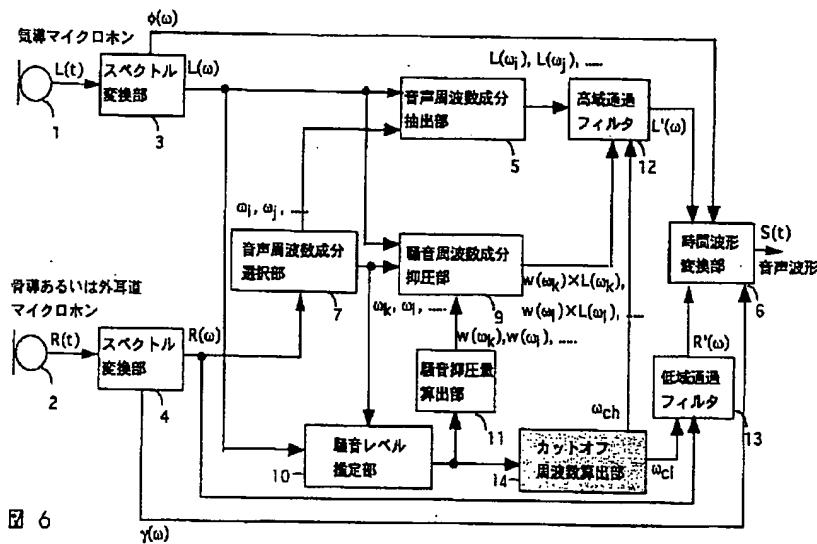 φ(ω)
気導マイクロホン
L(t)
1
スペクトル
変換部
3
L(ω)
音声周波数成分
抽出部
5
L(ωi), L(ωj), .....
高域通過
フィルタ
12
L'(ω)
ωi, ωj, ....
音声周波数成分
選択部
7
騒音周波数成分
抑圧部
9
w(ωk)×L(ωk),
w(ωl)×L(ωl), ....
ωk, ωl, ....
w(ωk),w(ωl), .....
時間波形
変換部
6
S(t)
音声波形
骨導あるいは外耳道
マイクロホン
R(t)
2
スペクトル
変換部
4
R(ω)
騒音抑圧量
算出部
11
R'(ω)
低域通過
フィルタ
13
騒音レベル
推定部
10
カットオフ
周波数算出部
14
ωch
ωcl
図 6
γ(ω)